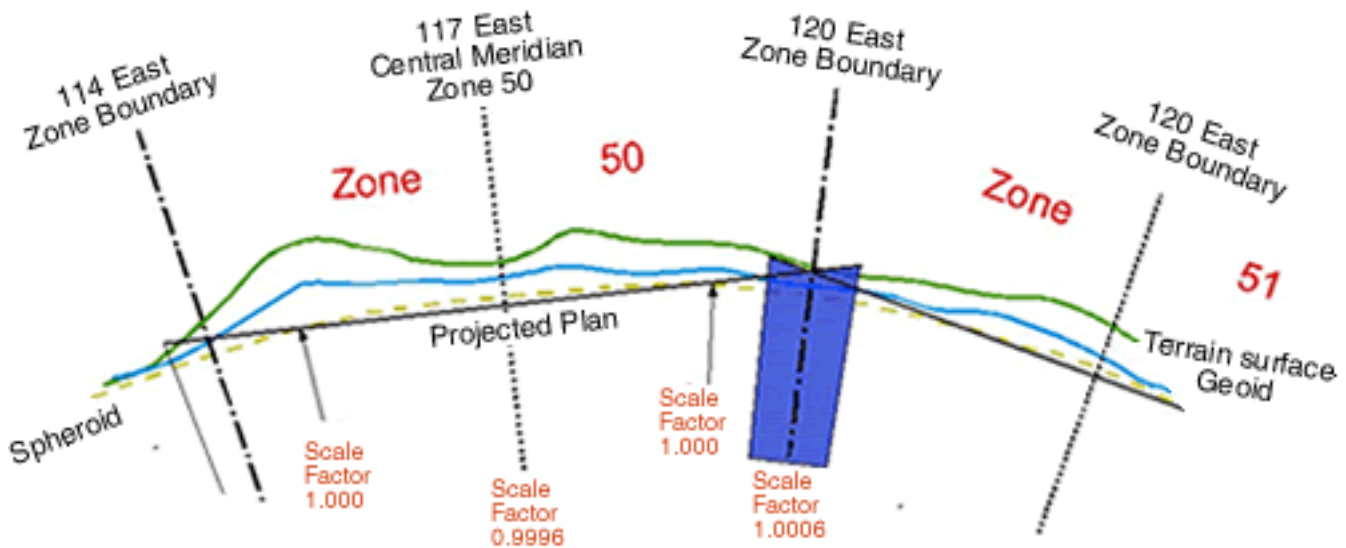 114 East
Zone Boundary
117 East
Central Meridian
Zone 50
120 East
Zone Boundary
120 East
Zone Boundary
Zone
50
Zone
51
Projected Plan
Terrain surface
Geoid
Spheroid
Scale
Factor
1.000
Scale
Factor
0.9996
Scale
Factor
1.000
Scale
Factor
1.0006